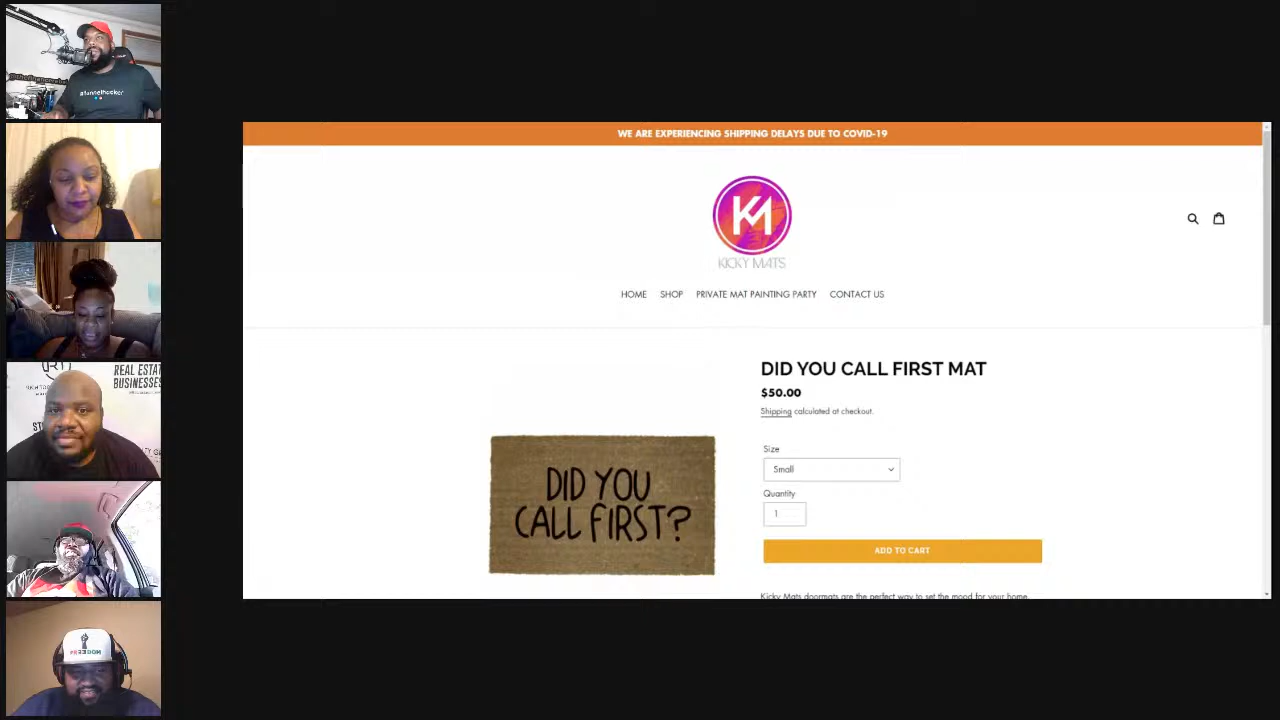 #funnelhacker
REAL ESTATE
BUSINESSES
FREEDOM
WE ARE EXPERIENCING SHIPPING DELAYS DUE TO COVID-19
KM
KICKY MATS
HOME SHOP PRIVATE MAT PAINTING PARTY CONTACT US
DID YOU CALL FIRST MAT
$50.00
Shipping calculated at checkout.
DID YOU
CALL FIRST?
Size
Small
Quantity
1
ADD TO CART
Kicky Mats doormats are the perfect way to set the mood for your home.